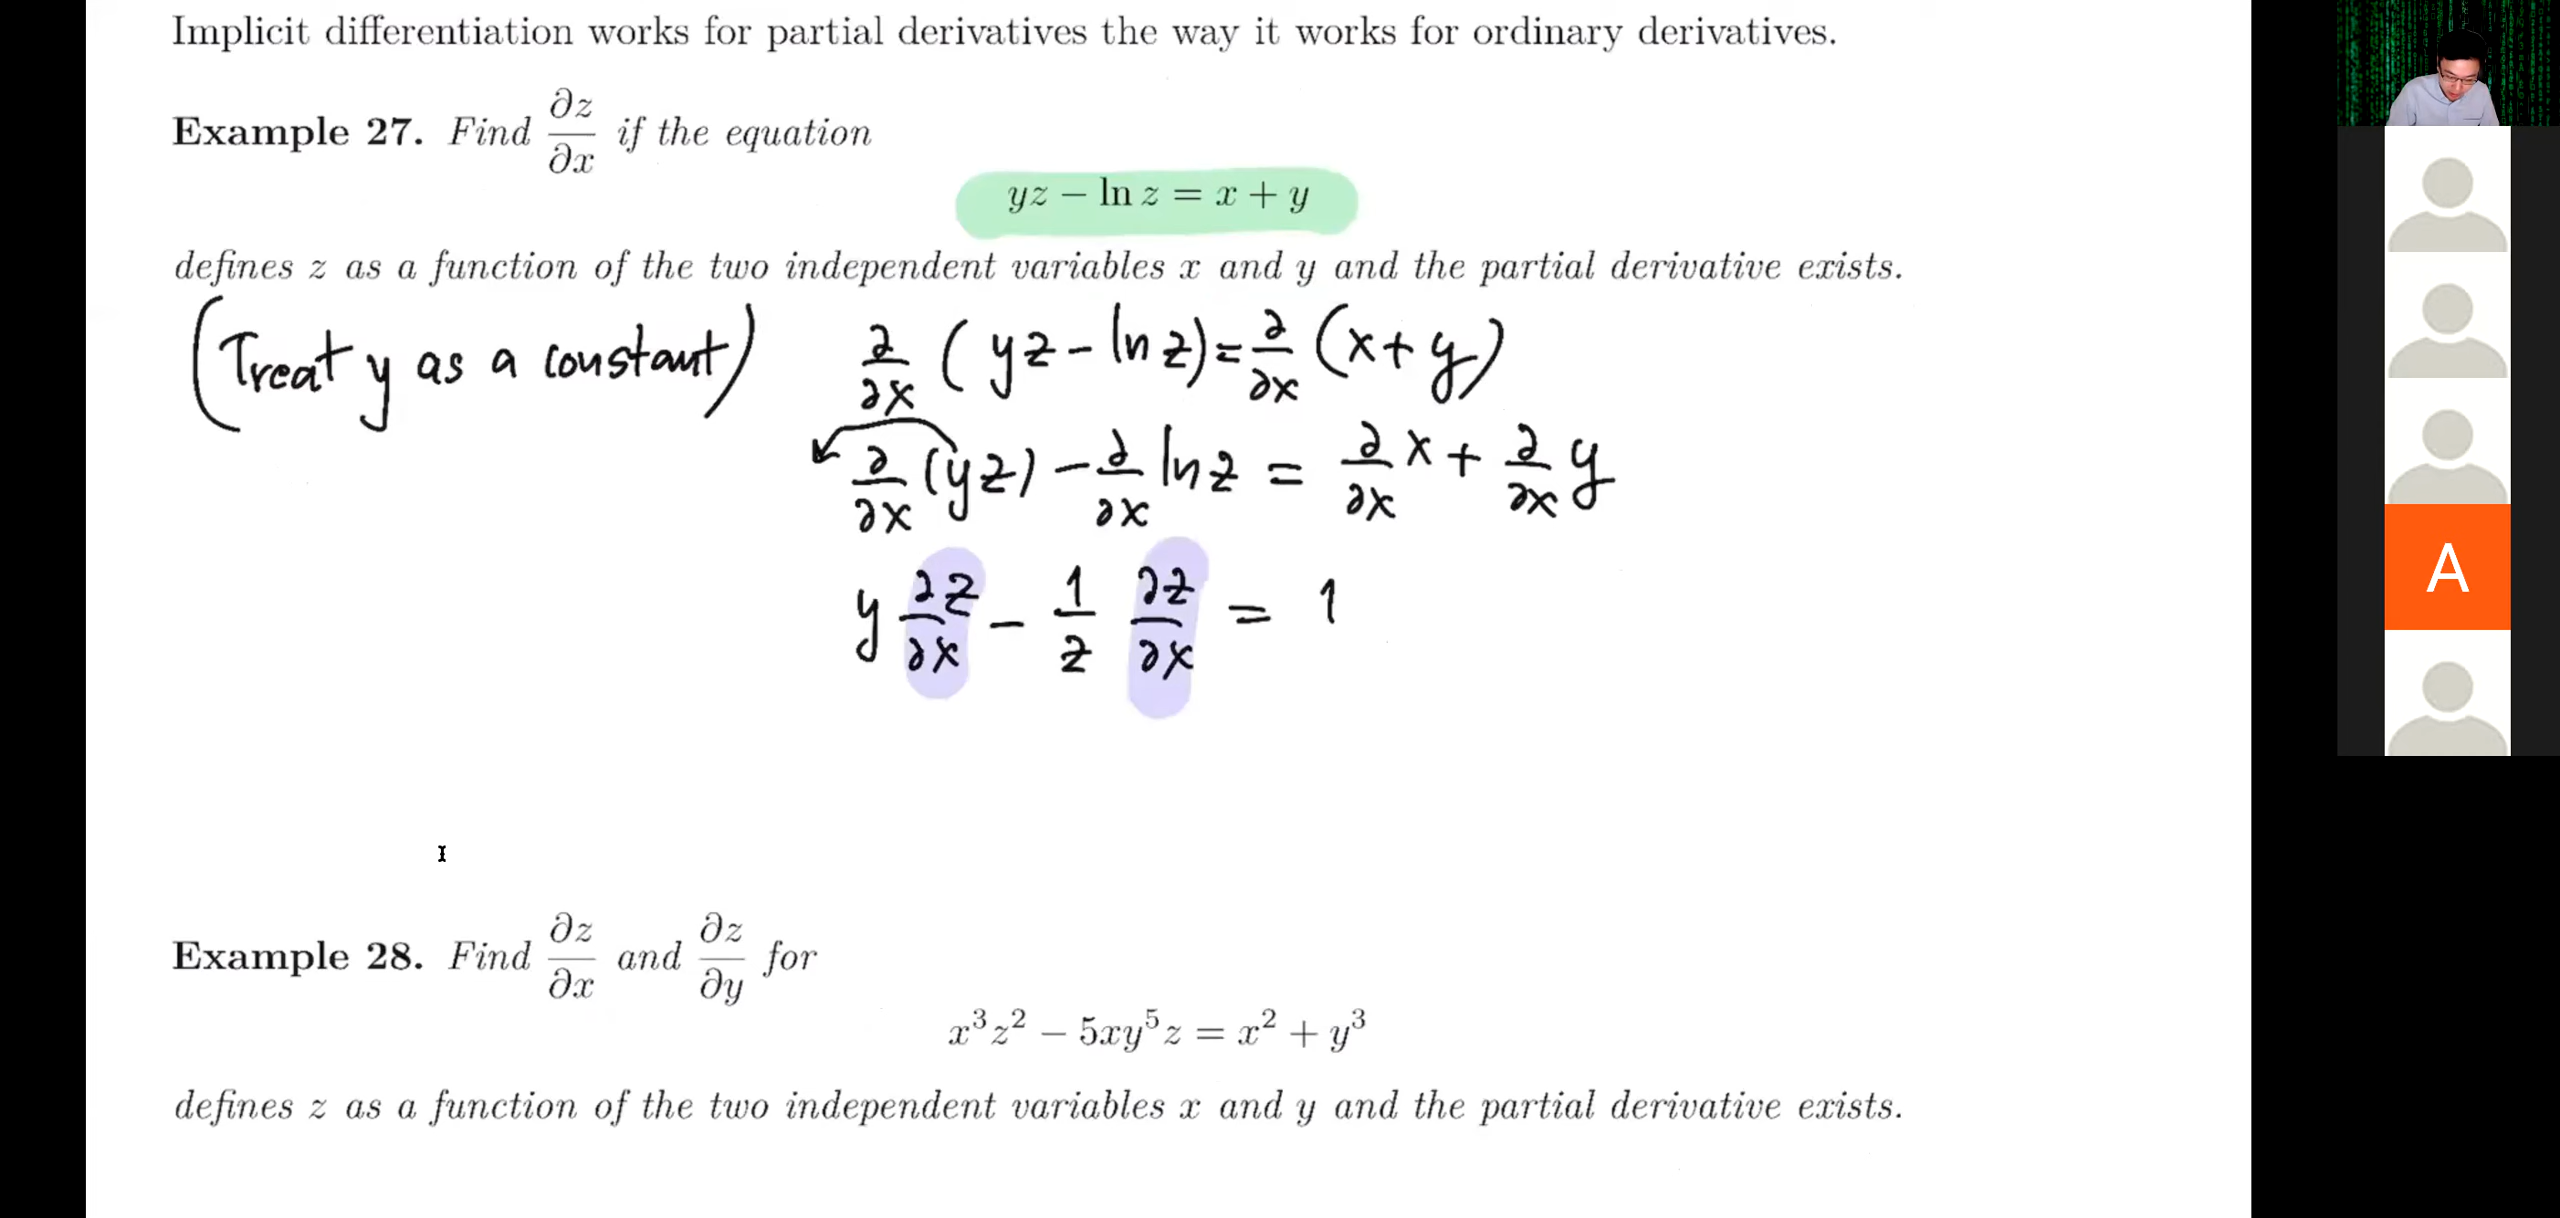 Implicit differentiation works for partial derivatives the way it works for ordinary derivatives.
Example 27. Find ∂z/∂x if the equation
yz − ln z = x + y
defines z as a function of the two independent variables x and y and the partial derivative exists.
(Treat y as a constant) ∂/∂x (yz − ln z) = ∂/∂x (x + y)
∂/∂x (yz) − ∂/∂x ln z = ∂/∂x x + ∂/∂x y
y ∂z/∂x − 1/z ∂z/∂x = 1
Example 28. Find ∂z/∂x and ∂z/∂y for
x³z² − 5xy⁵z = x² + y³
defines z as a function of the two independent variables x and y and the partial derivative exists.
A